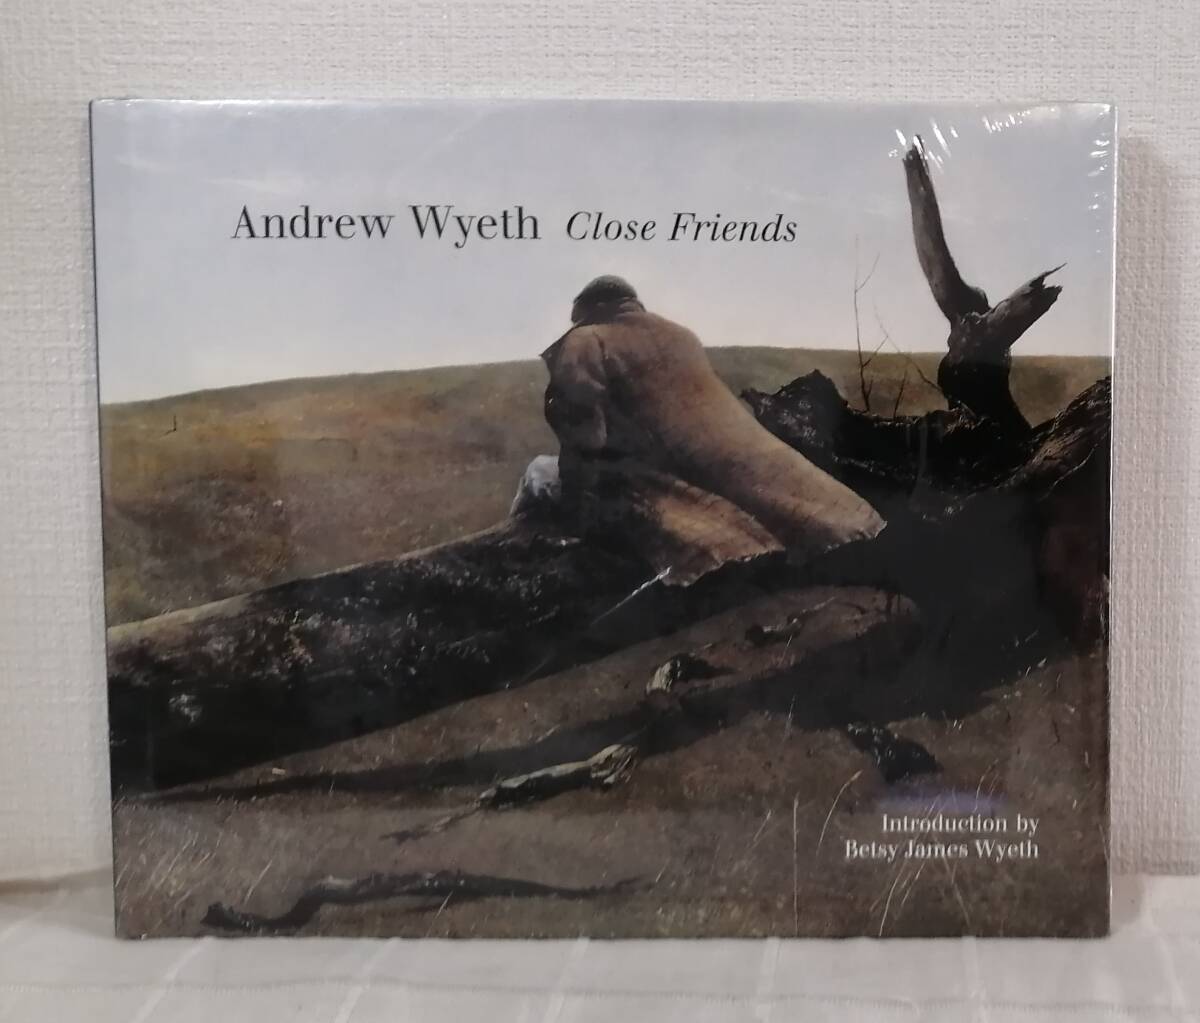 Andrew Wyeth Close Friends
Introduction by
Betsy James Wyeth